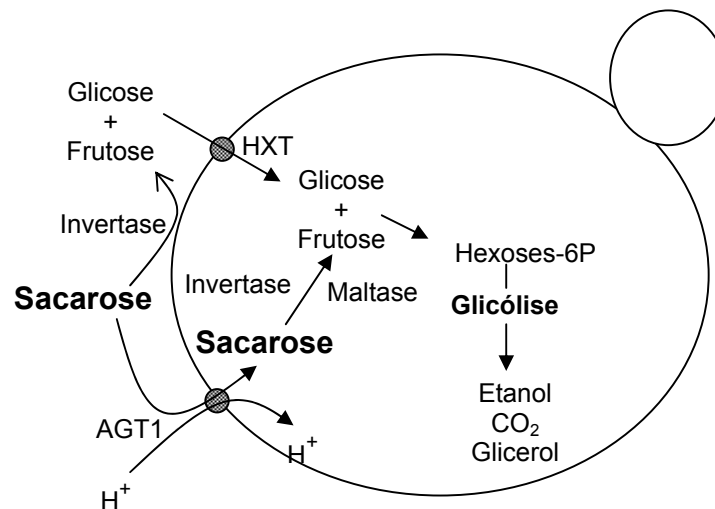 Glicose
+
Frutose
HXT
Invertase
Sacarose
AGT1
H+
H+
Glicose
+
Frutose
Invertase
Maltase
Sacarose
Hexoses-6P
Glicólise
Etanol
CO2
Glicerol